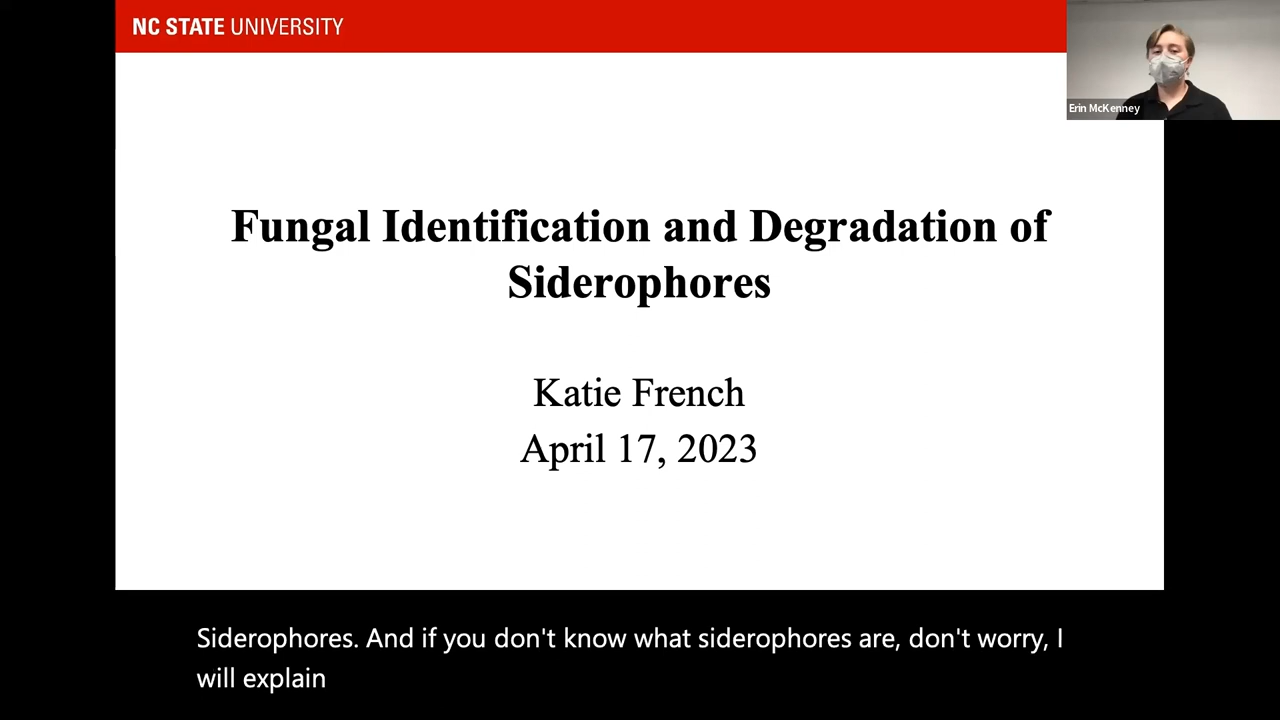 NC STATE UNIVERSITY
Erin McKenney
Fungal Identification and Degradation of
Siderophores
Katie French
April 17, 2023
Siderophores. And if you don't know what siderophores are, don't worry, I
will explain